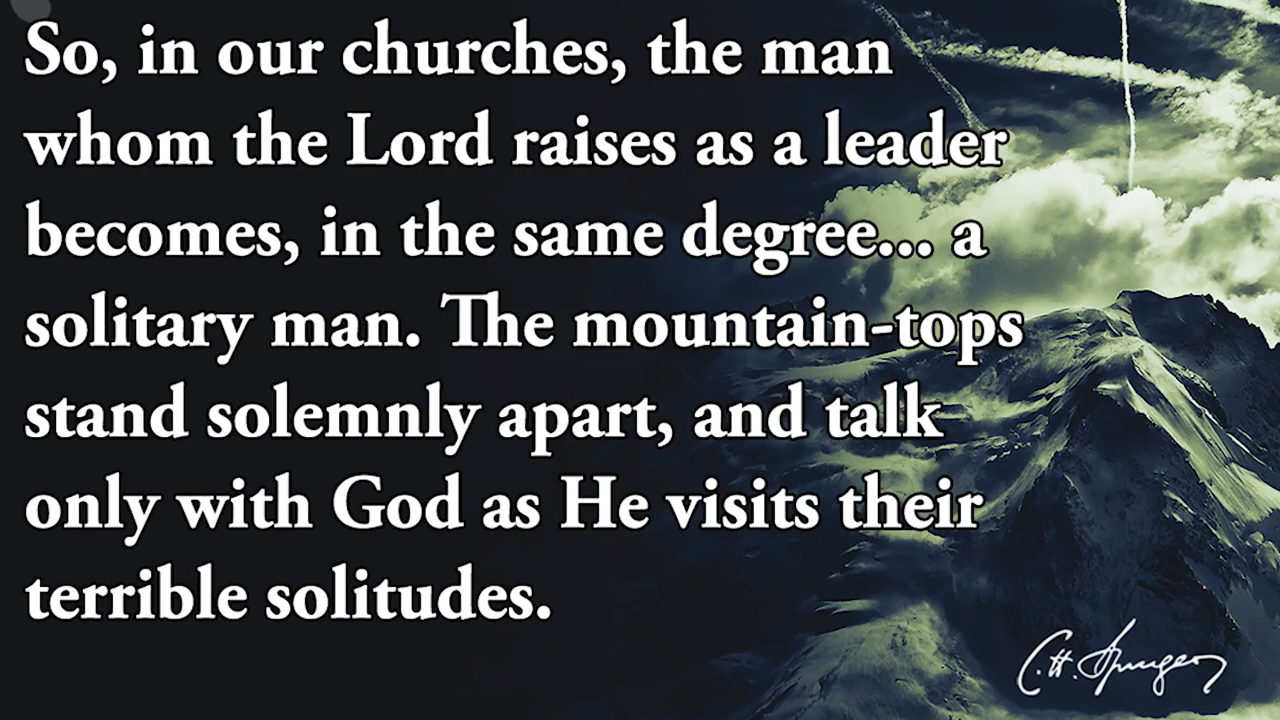 So, in our churches, the man
whom the Lord raises as a leader
becomes, in the same degree... a
solitary man. The mountain-tops
stand solemnly apart, and talk
only with God as He visits their
terrible solitudes.
C. H. Spurgeon